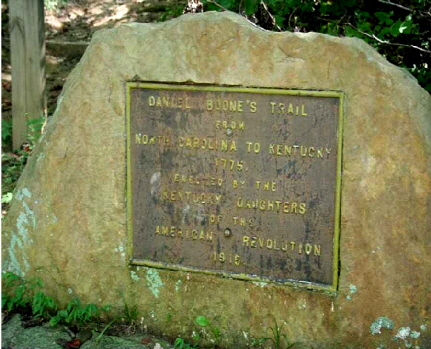 DANIEL BOONE'S TRAIL
FROM
NORTH CAROLINA TO KENTUCKY
1775
ERECTED BY THE
KENTUCKY DAUGHTERS
OF THE
AMERICAN REVOLUTION
1915